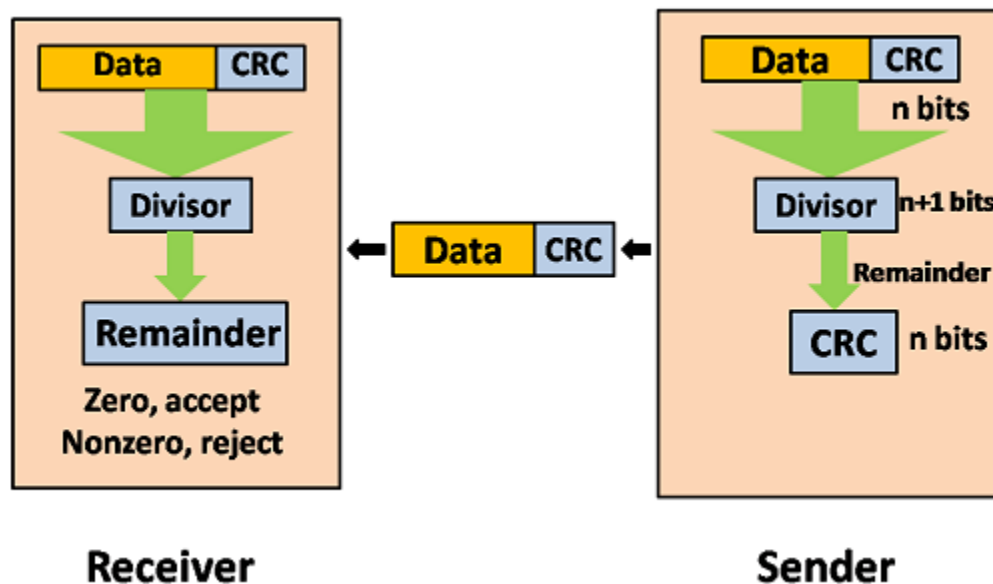 Data CRC
Divisor
Remainder
Zero, accept
Nonzero, reject
Receiver
Data CRC
Data CRC
n bits
Divisor n+1 bits
Remainder
CRC n bits
Sender